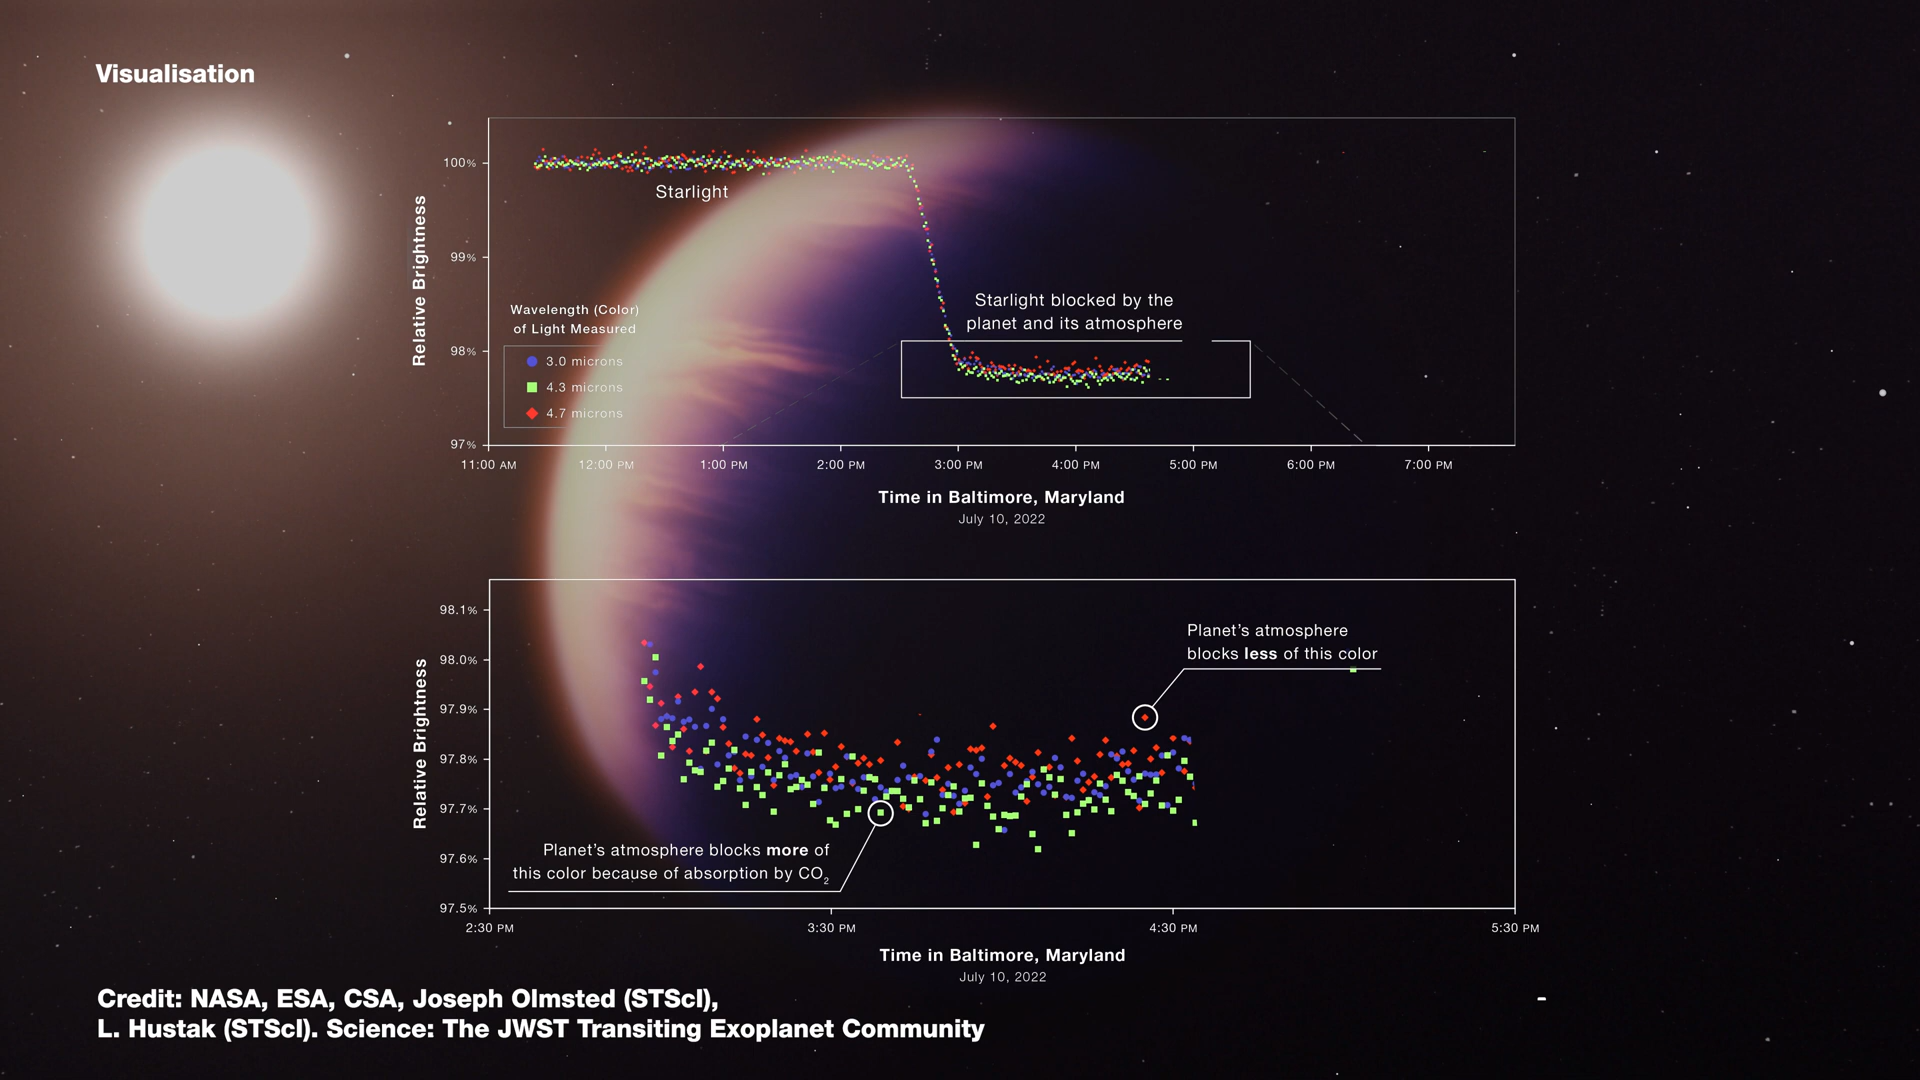 Visualisation
100%
99%
98%
97%
Relative Brightness
Starlight
Wavelength (Color)
of Light Measured
3.0 microns
4.3 microns
4.7 microns
Starlight blocked by the
planet and its atmosphere
11:00 AM 12:00 PM 1:00 PM 2:00 PM 3:00 PM 4:00 PM 5:00 PM 6:00 PM 7:00 PM
Time in Baltimore, Maryland
July 10, 2022
98.1%
98.0%
97.9%
97.8%
97.7%
97.6%
97.5%
Relative Brightness
Planet’s atmosphere
blocks less of this color
Planet’s atmosphere blocks more of
this color because of absorption by CO₂
2:30 PM 3:30 PM 4:30 PM 5:30 PM
Time in Baltimore, Maryland
July 10, 2022
Credit: NASA, ESA, CSA, Joseph Olmsted (STScI),
L. Hustak (STScI). Science: The JWST Transiting Exoplanet Community